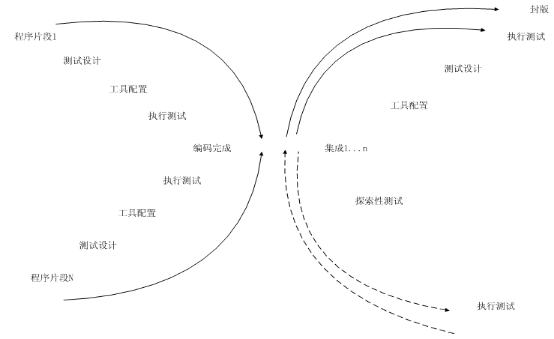 程序片段1
测试设计
工具配置
执行测试
编码完成
执行测试
工具配置
测试设计
程序片段N
封版
执行测试
测试设计
工具配置
集成1...n
探索性测试
执行测试